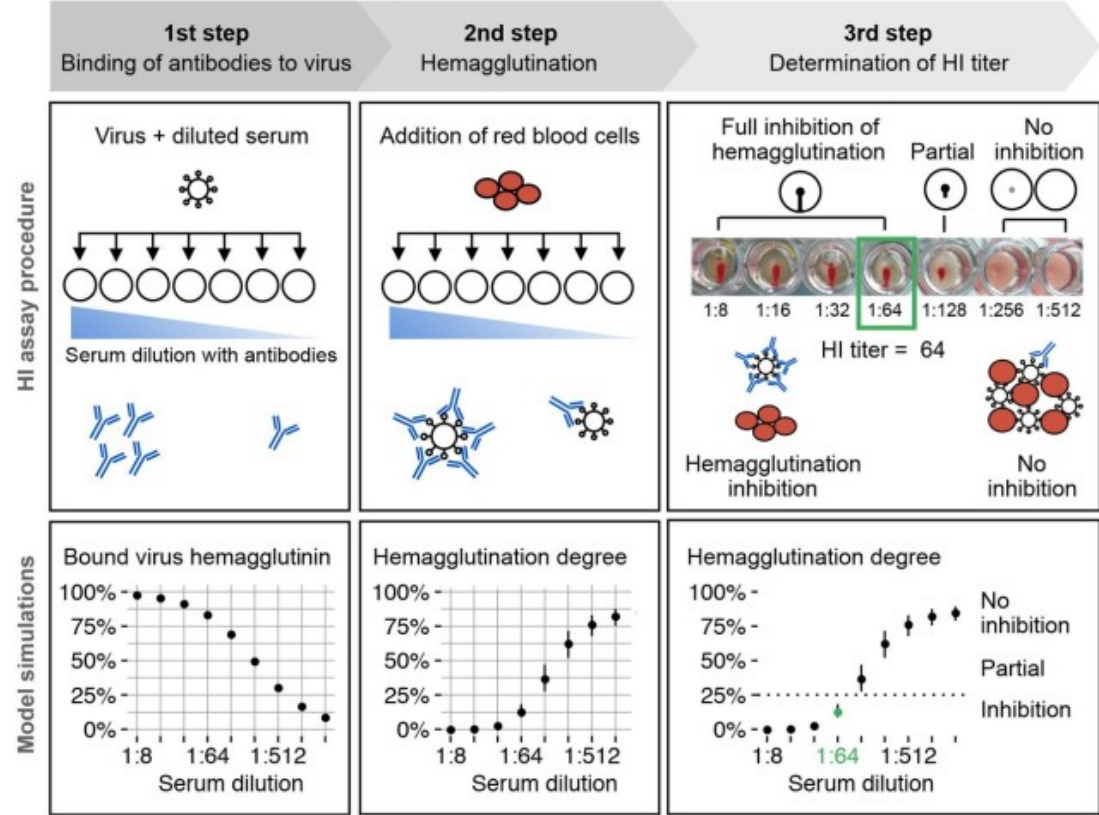 1st step
Binding of antibodies to virus
2nd step
Hemagglutination
3rd step
Determination of HI titer
HI assay procedure
Virus + diluted serum
Serum dilution with antibodies
Addition of red blood cells
Full inhibition of
hemagglutination
Partial
No
inhibition
1:8 1:16 1:32 1:64 1:128 1:256 1:512
HI titer = 64
Hemagglutination
inhibition
No
inhibition
Model simulations
Bound virus hemagglutinin
100%
75%
50%
25%
0%
1:8 1:64 1:512
Serum dilution
Hemagglutination degree
100%
75%
50%
25%
0%
1:8 1:64 1:512
Serum dilution
Hemagglutination degree
100%
75%
50%
25%
0%
No
inhibition
Partial
Inhibition
1:8 1:64 1:512
Serum dilution